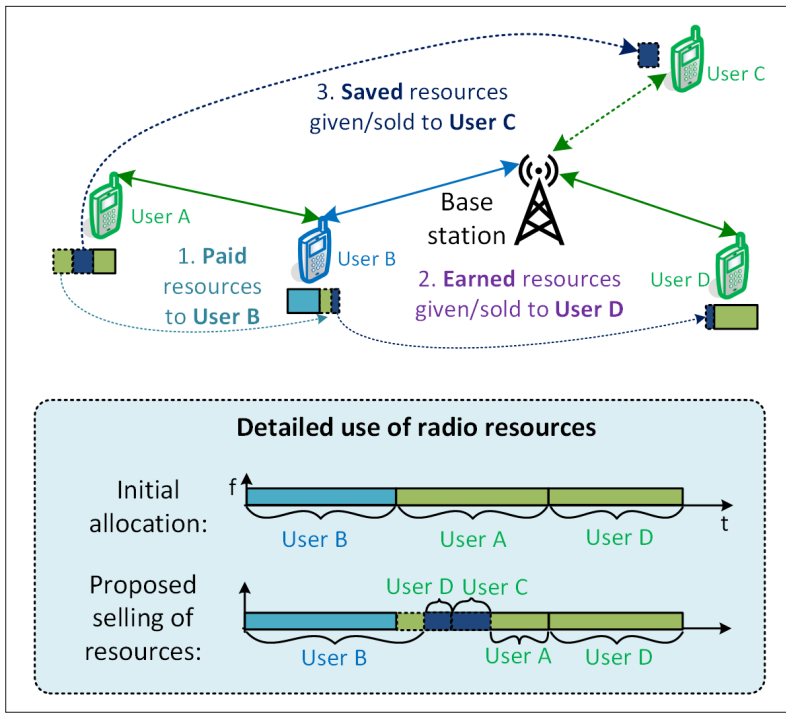 User C
3. Saved resources
given/sold to User C
User A
Base
station
User B
User D
1. Paid
resources
to User B
2. Earned resources
given/sold to User D
Detailed use of radio resources
Initial
allocation:
f
t
User B
User A
User D
Proposed
selling of
resources:
User D
User C
User B
User A
User D